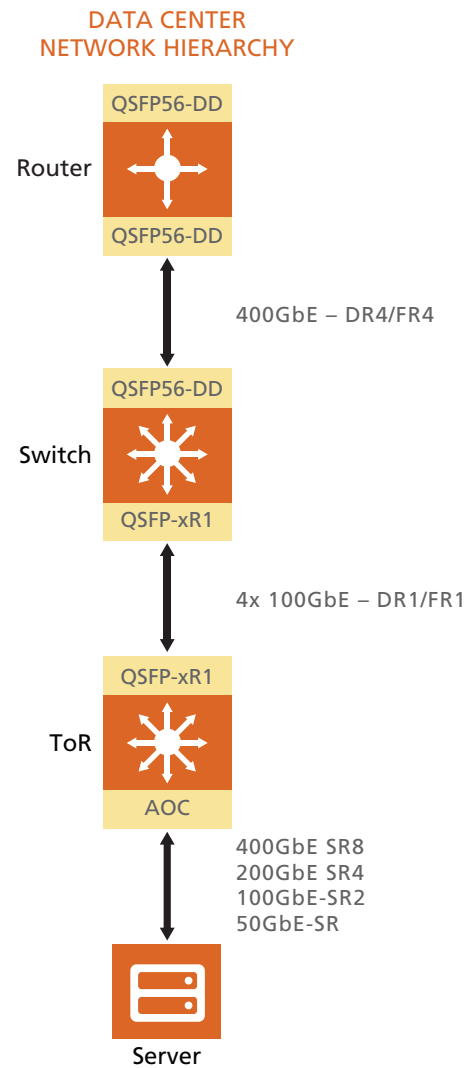 DATA CENTER
NETWORK HIERARCHY
QSFP56-DD
Router
QSFP56-DD
400GbE – DR4/FR4
QSFP56-DD
Switch
QSFP-xR1
4x 100GbE – DR1/FR1
QSFP-xR1
ToR
AOC
400GbE SR8
200GbE SR4
100GbE-SR2
50GbE-SR
Server